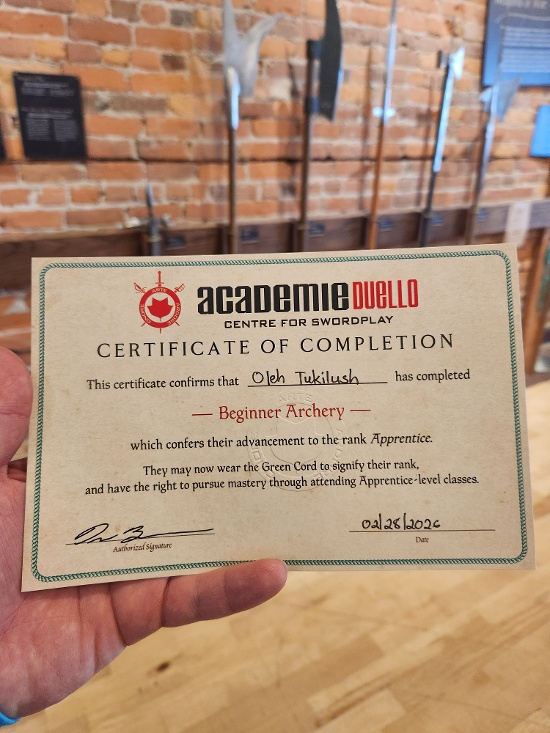 academie duello
CENTRE FOR SWORDPLAY
CERTIFICATE OF COMPLETION
This certificate confirms that Oleh Tukilush has completed
— Beginner Archery —
which confers their advancement to the rank Apprentice.
They may now wear the Green Cord to signify their rank,
and have the right to pursue mastery through attending Apprentice-level classes.
02/28/2026
Authorized Signature
Date